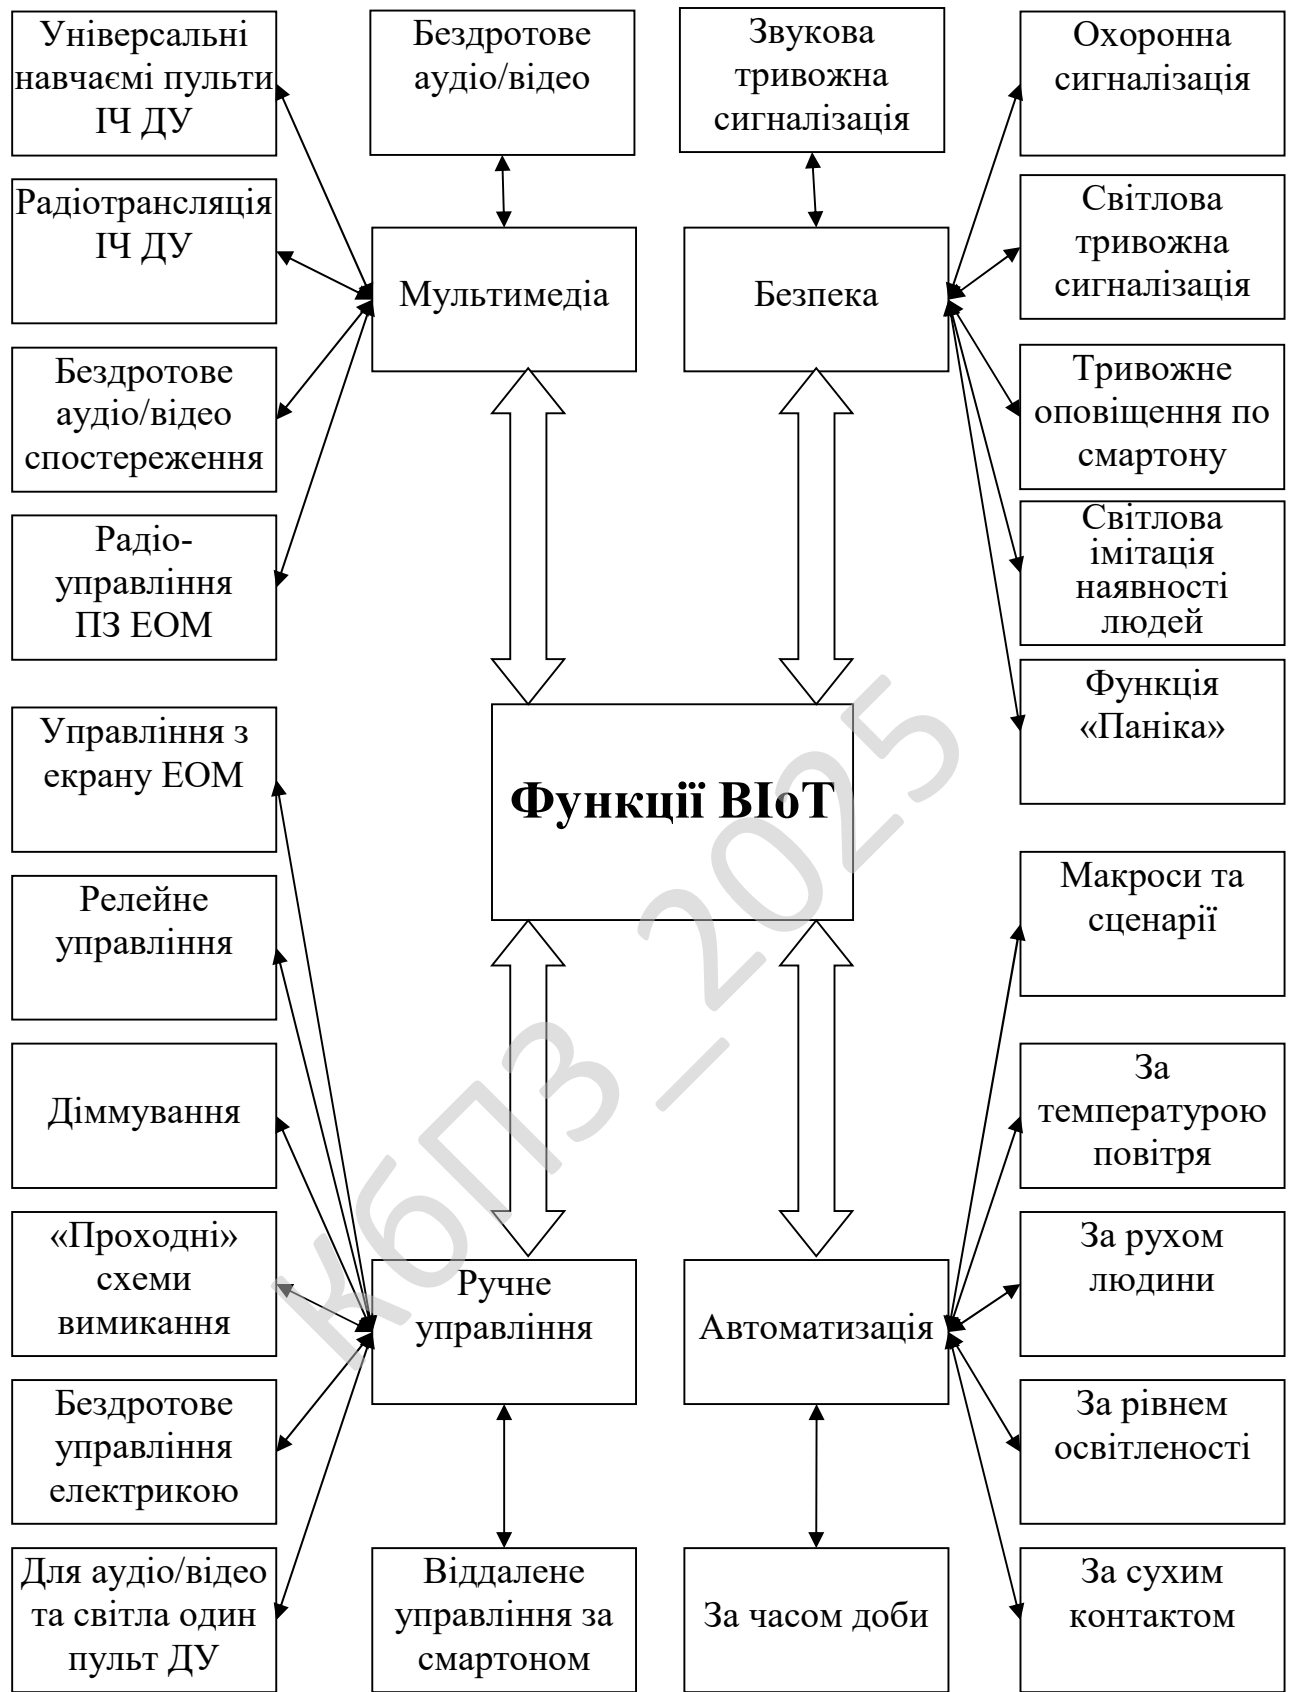 Універсальні
навчаємі пульти
ІЧ ДУ
Бездротове
аудіо/відео
Звукова
тривожна
сигналізація
Охоронна
сигналізація
Радіотрансляція
ІЧ ДУ
Мультимедіа
Безпека
Світлова
тривожна
сигналізація
Бездротове
аудіо/відео
спостереження
Тривожне
оповіщення по
смартону
Радіо-
управління
ПЗ ЕОМ
Світлова
імітація
наявності
людей
Функція
«Паніка»
Управління з
екрану ЕОМ
Функції BIoT
Макроси та
сценарії
Релейне
управління
Діммування
За
температурою
повітря
«Проходні»
схеми
вимикання
Ручне
управління
Автоматизація
За рухом
людини
Бездротове
управління
електрикою
За рівнем
освітленості
Для аудіо/відео
та світла один
пульт ДУ
Віддалене
управління за
смартоном
За часом доби
За сухим
контактом
КбПЗ_2025